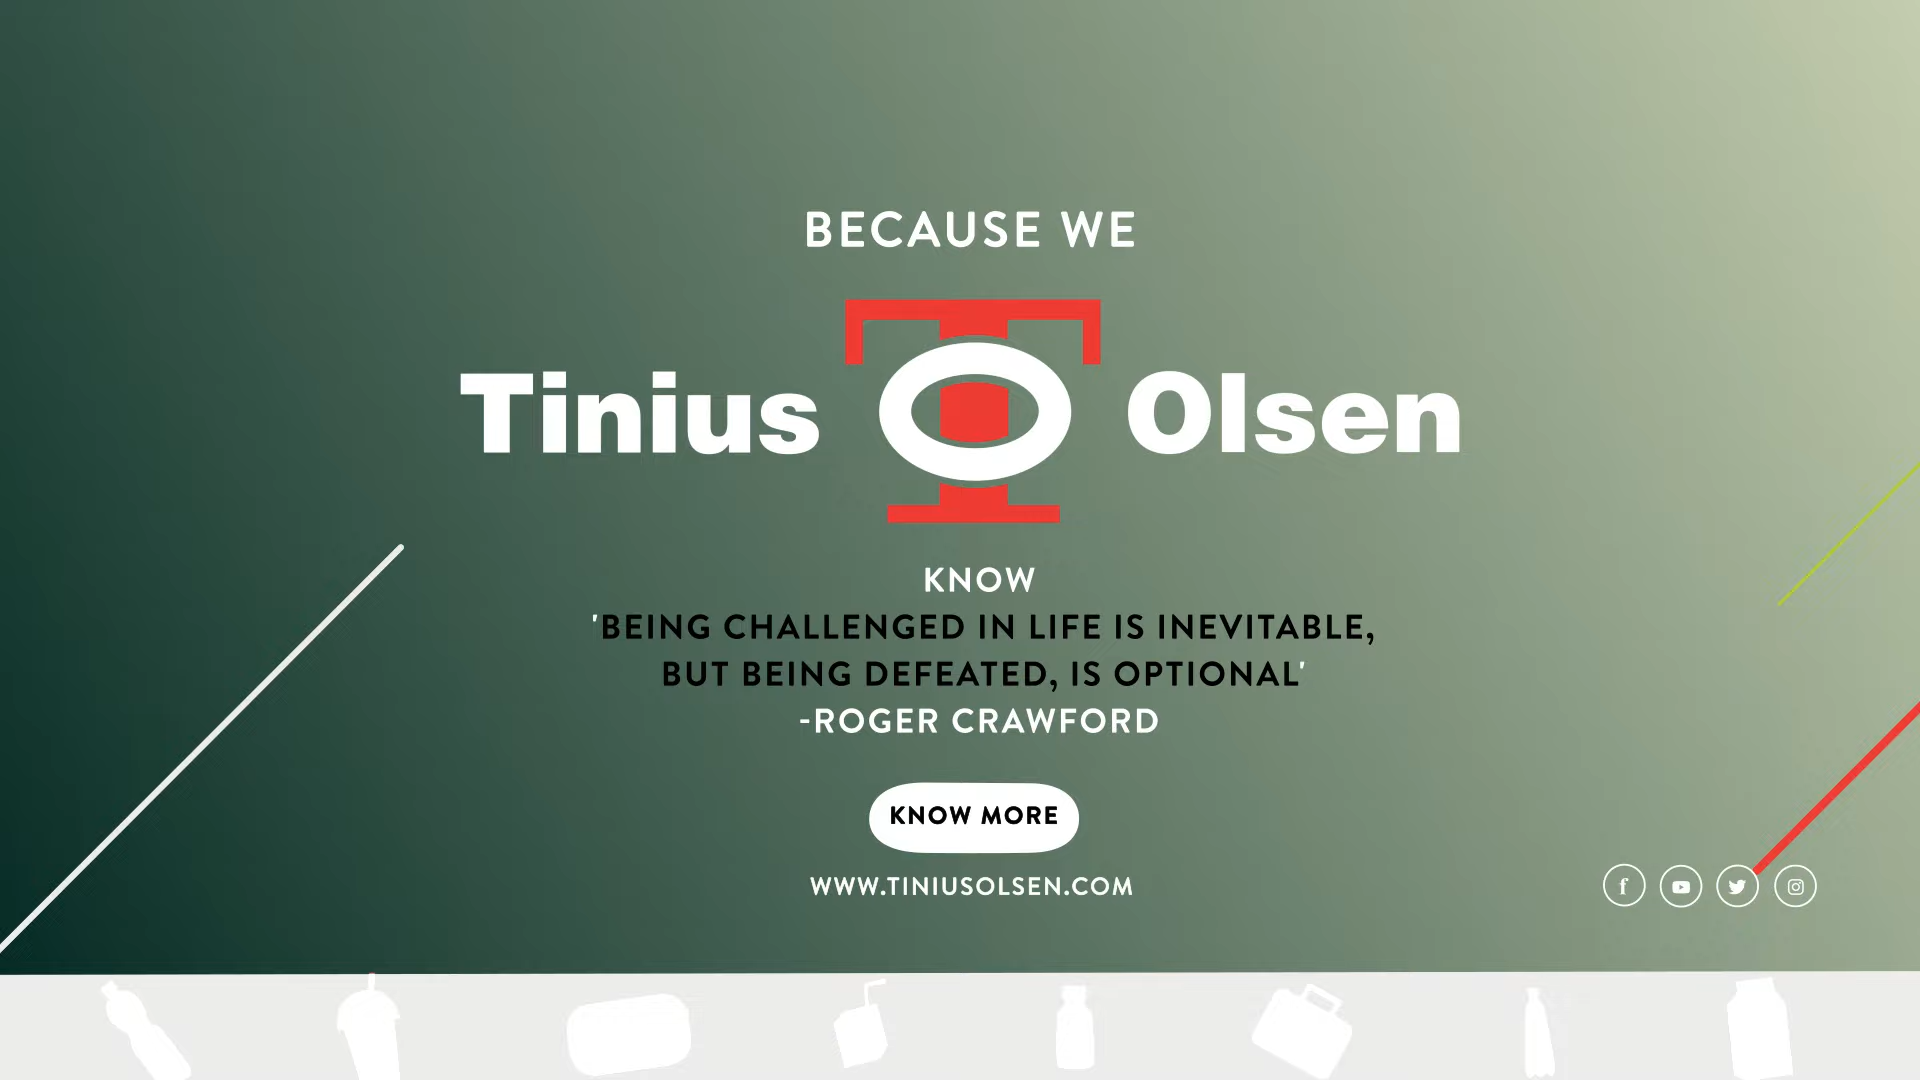 BECAUSE WE
Tinius TO Olsen
KNOW
'BEING CHALLENGED IN LIFE IS INEVITABLE,
BUT BEING DEFEATED, IS OPTIONAL'
-ROGER CRAWFORD
KNOW MORE
WWW.TINIUSOLSEN.COM